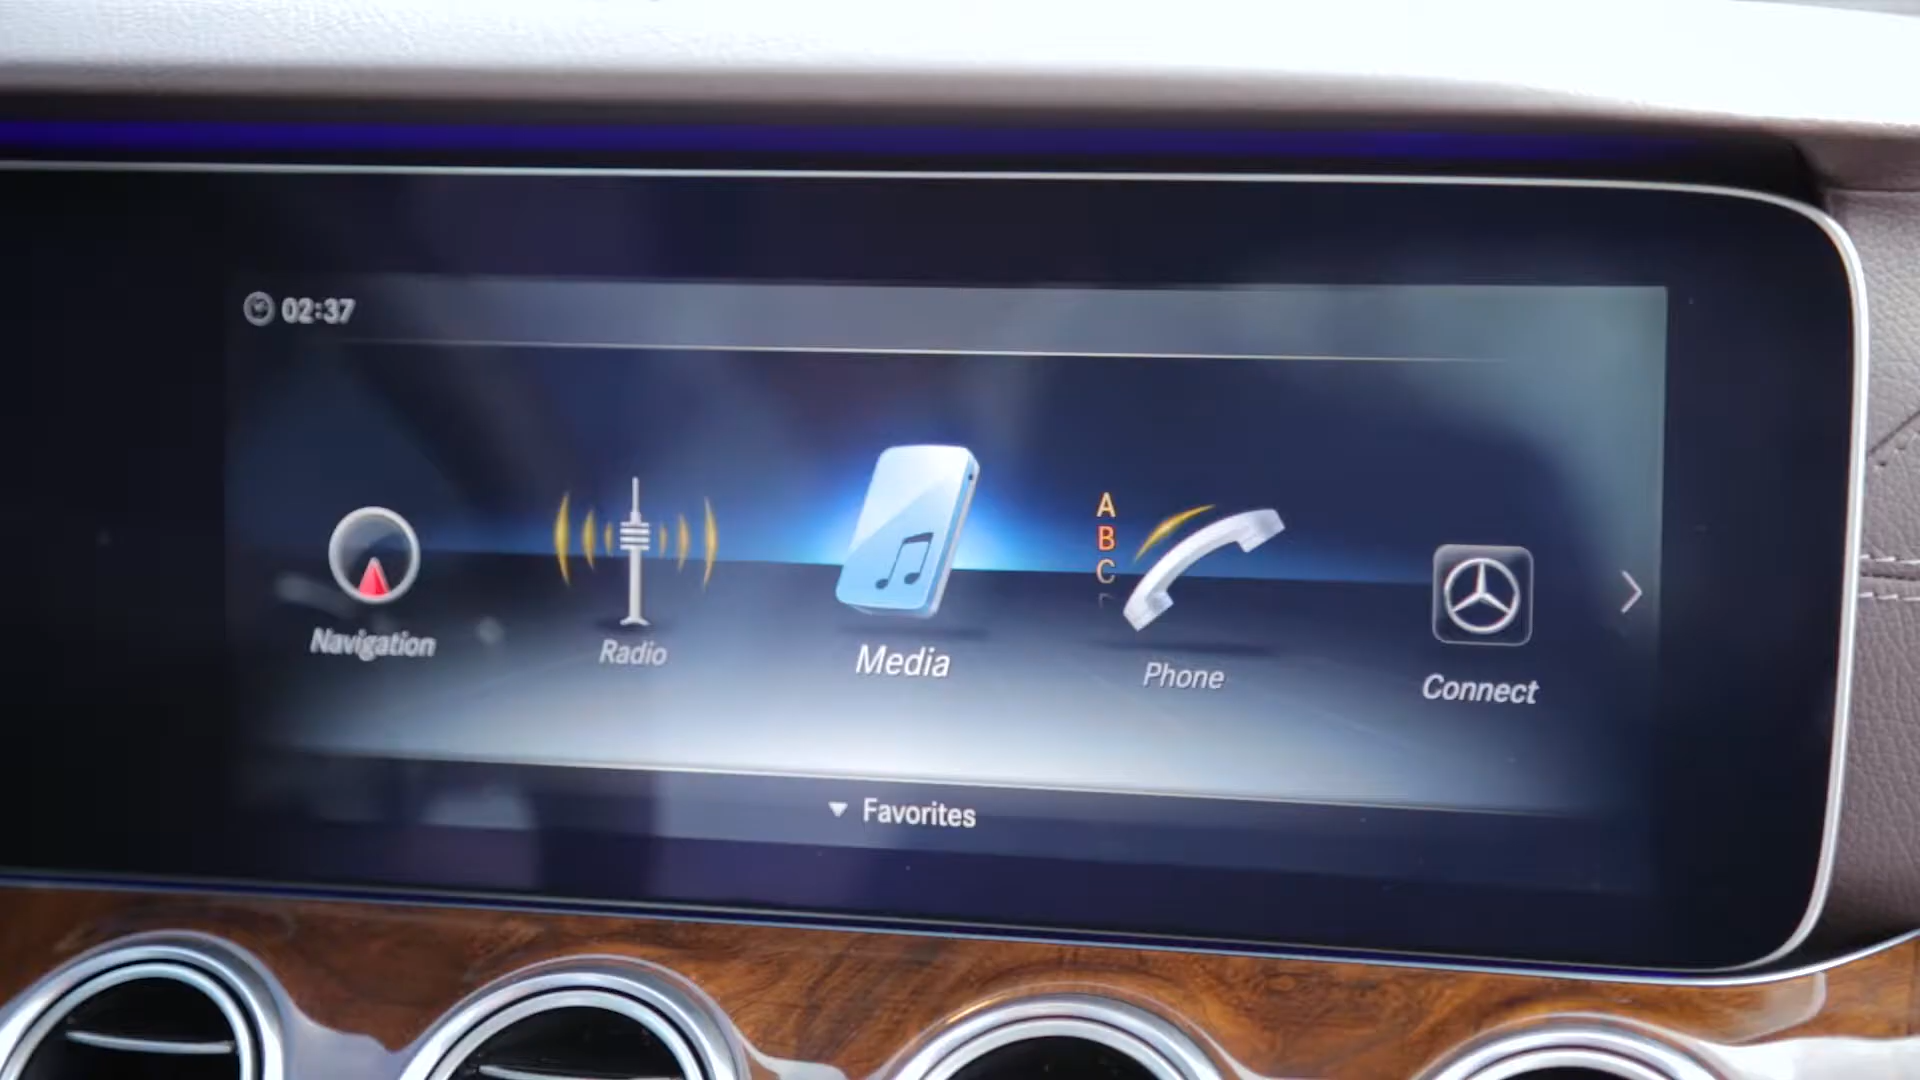 02:37
A
B
C
Navigation
Radio
Media
Phone
Connect
Favorites